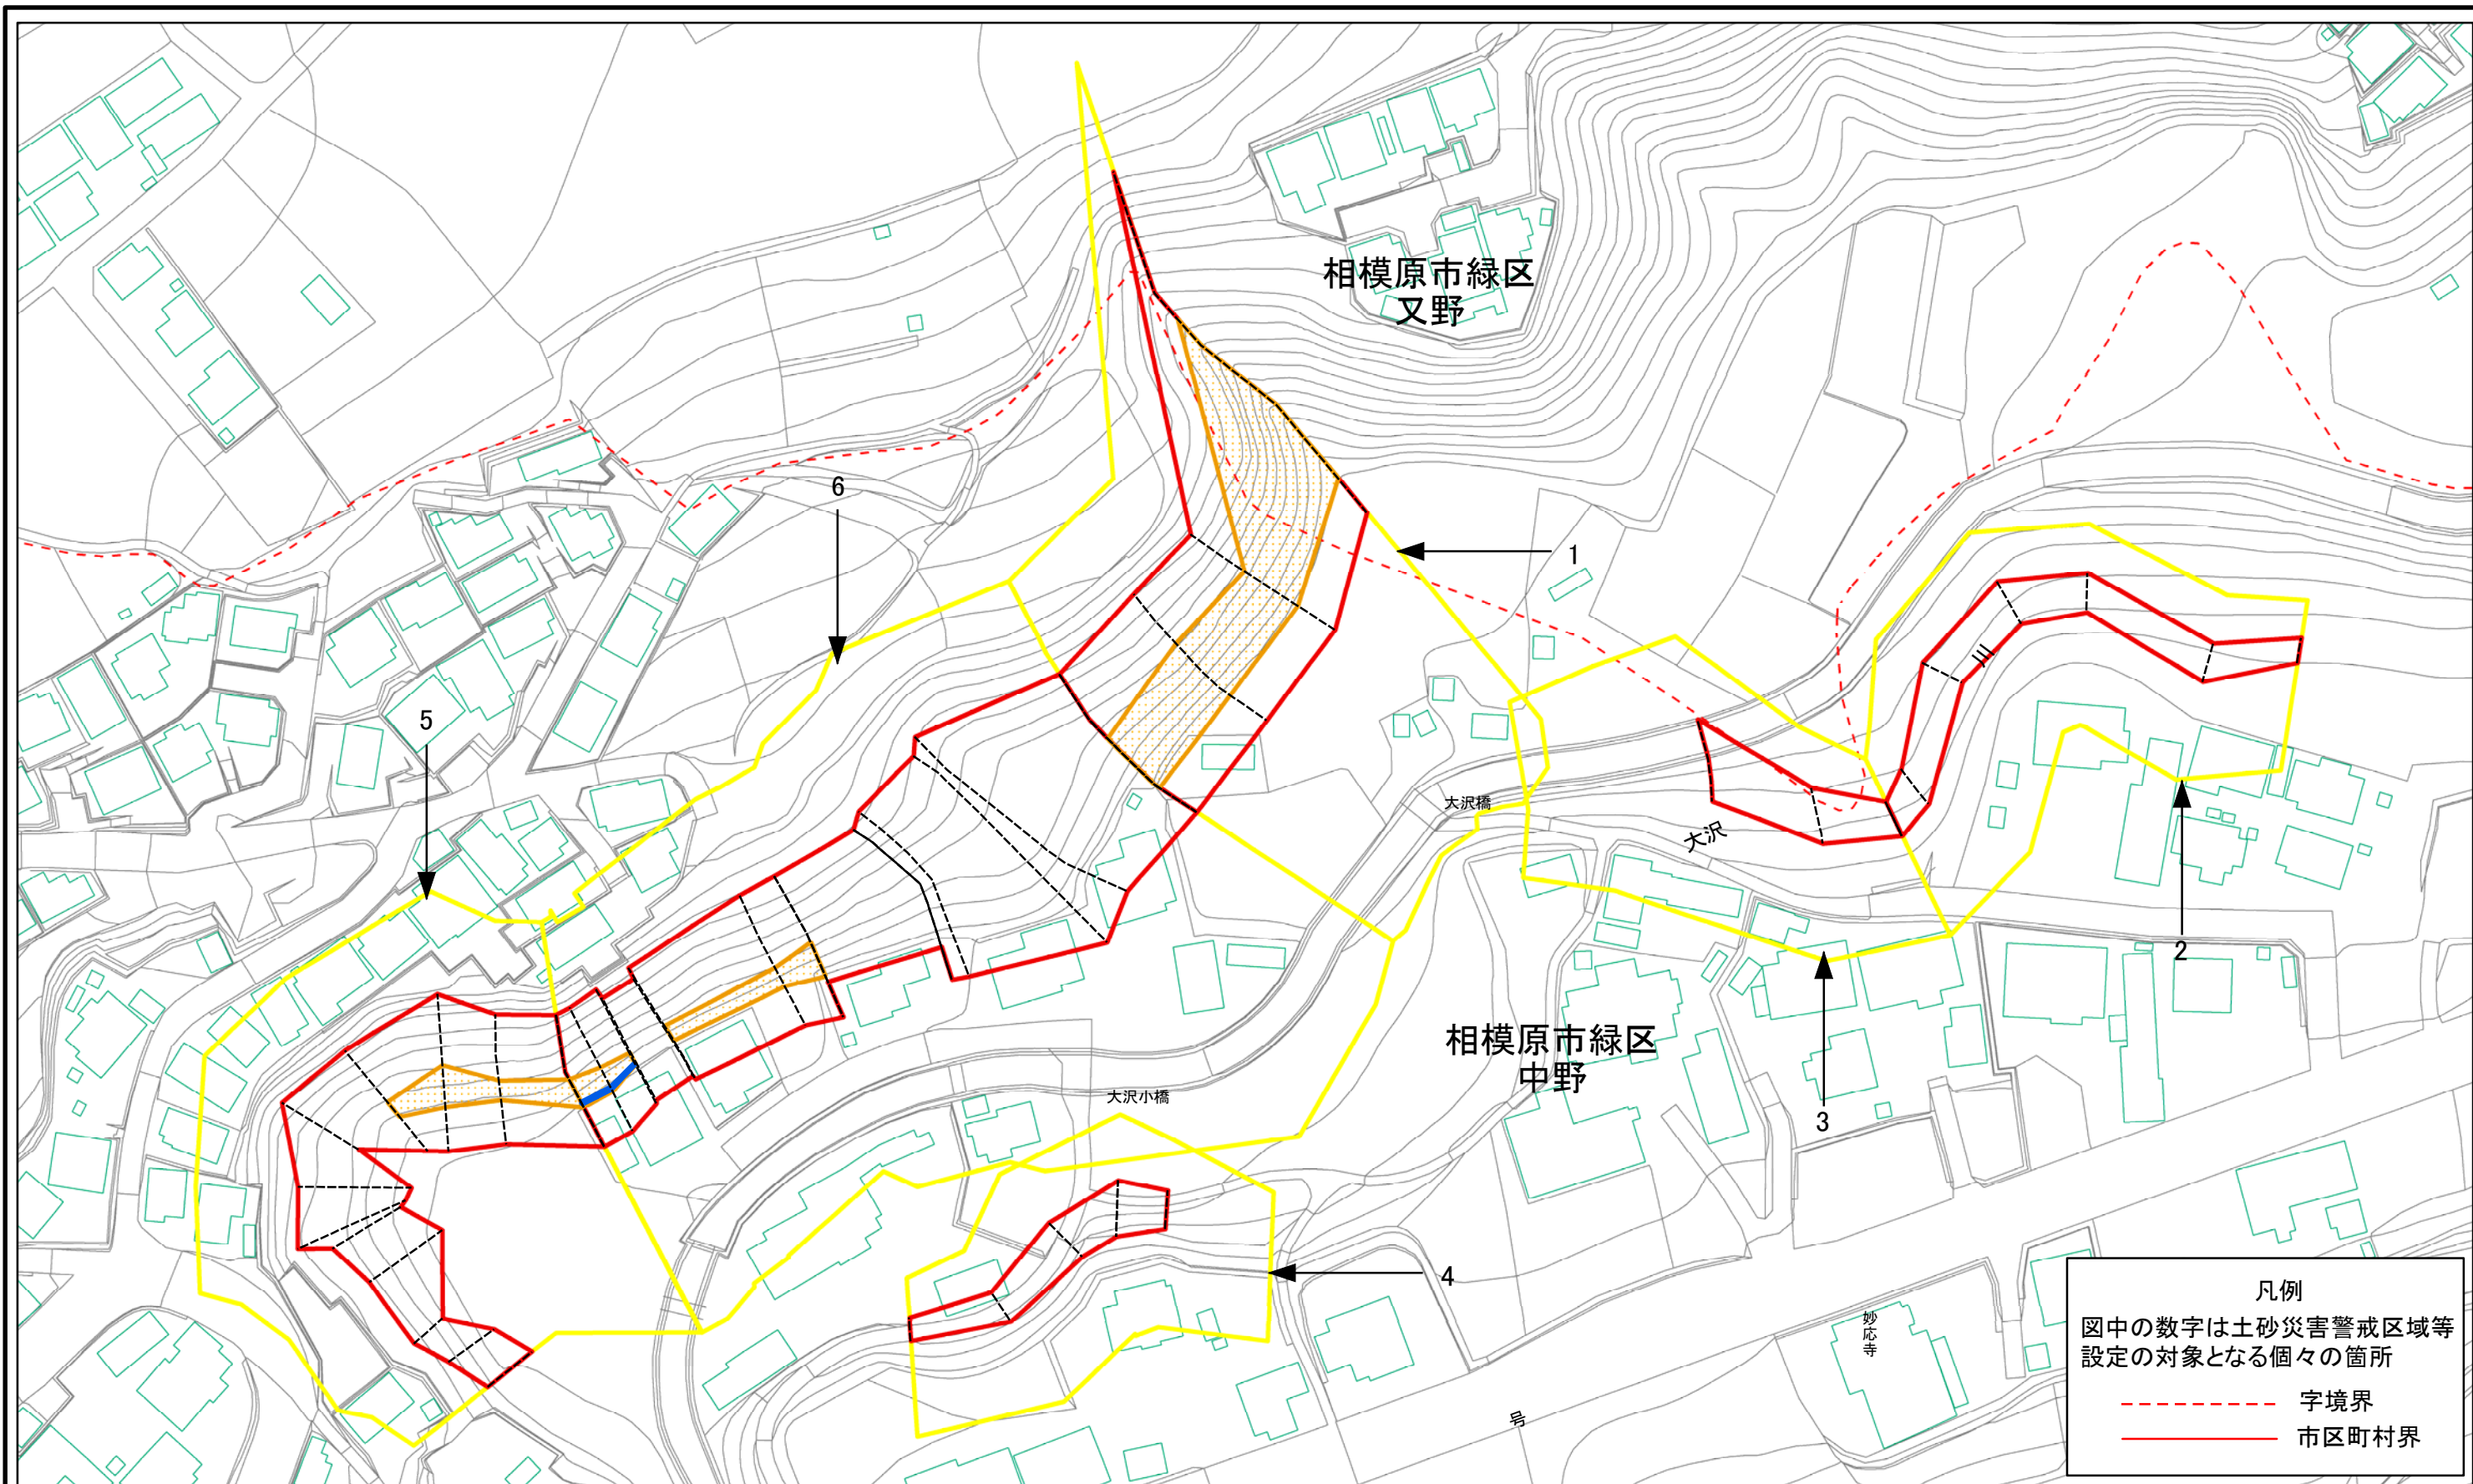 相模原市緑区
又野
6
1
5
大沢橋
大沢
川
2
相模原市緑区
中野
大沢小橋
3
4
妙応寺
号
凡例
図中の数字は土砂災害警戒区域等
設定の対象となる個々の箇所
字境界
市区町村界